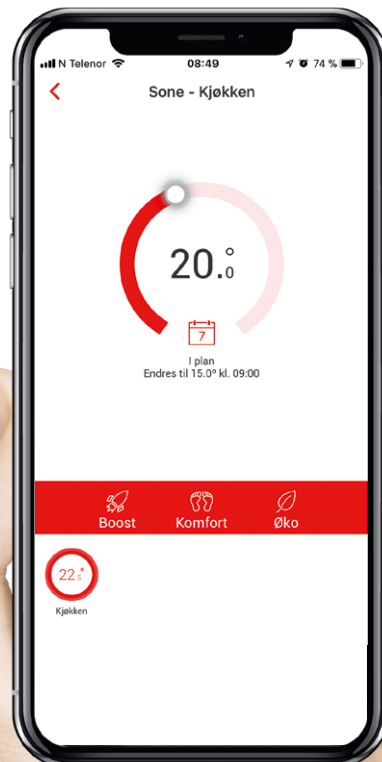 N Telenor 08:49 74 %
Sone - Kjøkken
20.0°
7
I plan
Endres til 15.0° kl. 09:00
Boost Komfort Øko
22.5°
Kjøkken